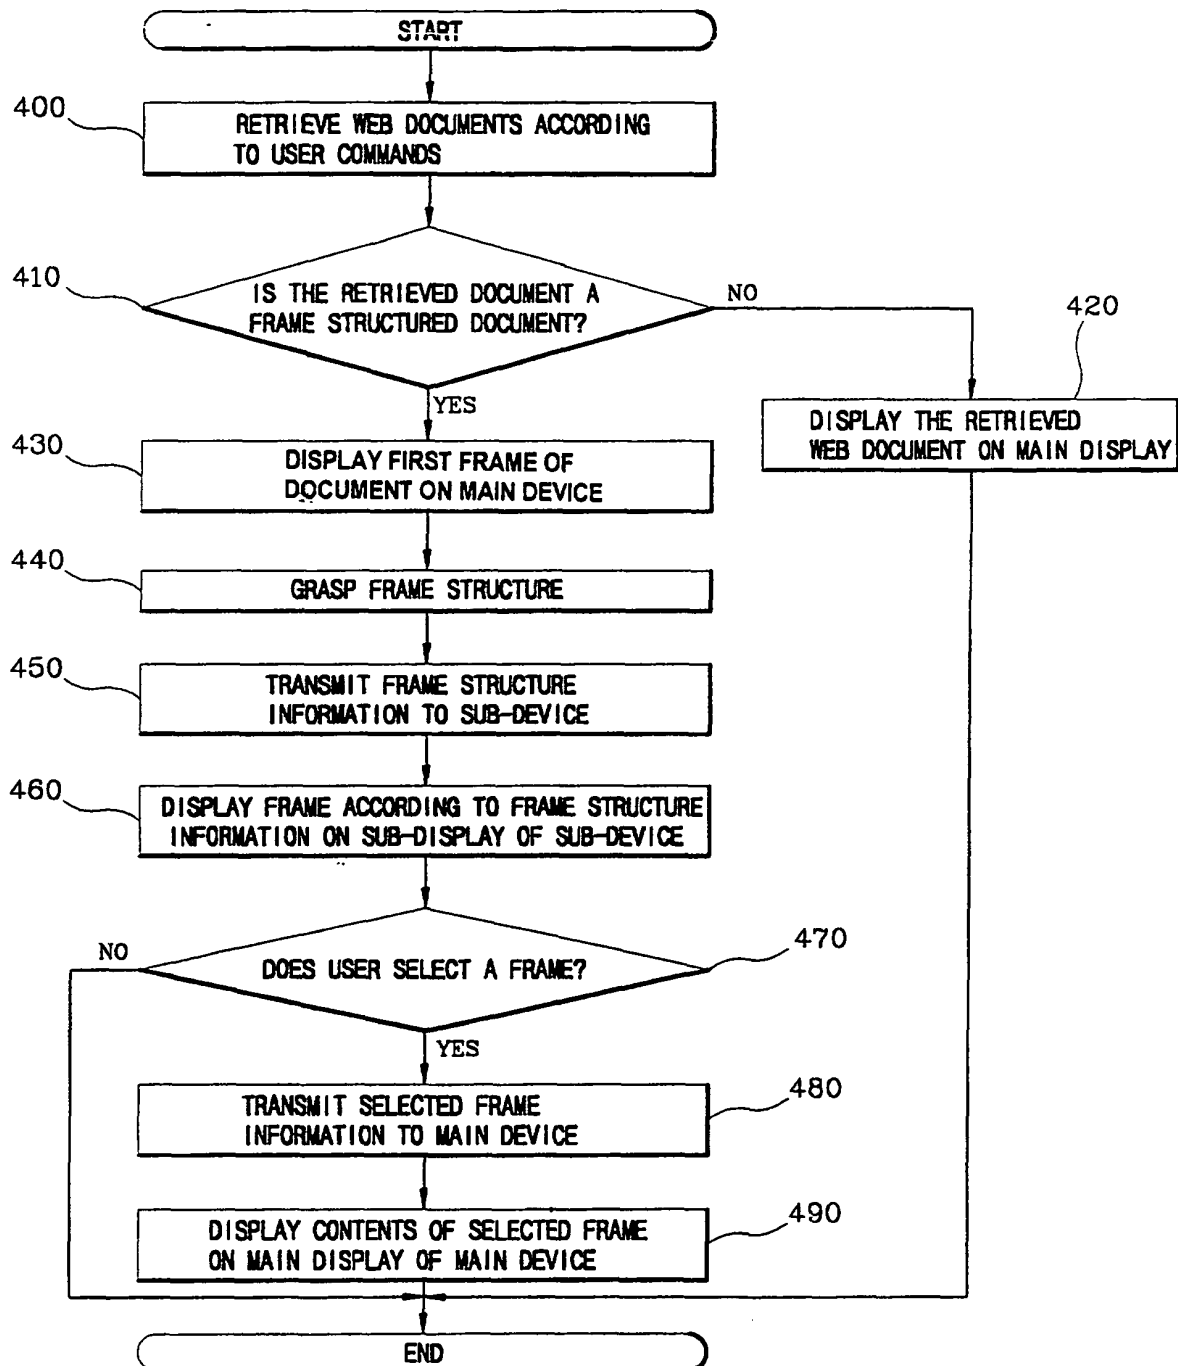 START
400
RETRIEVE WEB DOCUMENTS ACCORDING
TO USER COMMANDS
410
IS THE RETRIEVED DOCUMENT A
FRAME STRUCTURED DOCUMENT?
NO
420
YES
DISPLAY THE RETRIEVED
WEB DOCUMENT ON MAIN DISPLAY
430
DISPLAY FIRST FRAME OF
DOCUMENT ON MAIN DEVICE
440
GRASP FRAME STRUCTURE
450
TRANSMIT FRAME STRUCTURE
INFORMATION TO SUB-DEVICE
460
DISPLAY FRAME ACCORDING TO FRAME STRUCTURE
INFORMATION ON SUB-DISPLAY OF SUB-DEVICE
NO
470
DOES USER SELECT A FRAME?
YES
480
TRANSMIT SELECTED FRAME
INFORMATION TO MAIN DEVICE
490
DISPLAY CONTENTS OF SELECTED FRAME
ON MAIN DISPLAY OF MAIN DEVICE
END